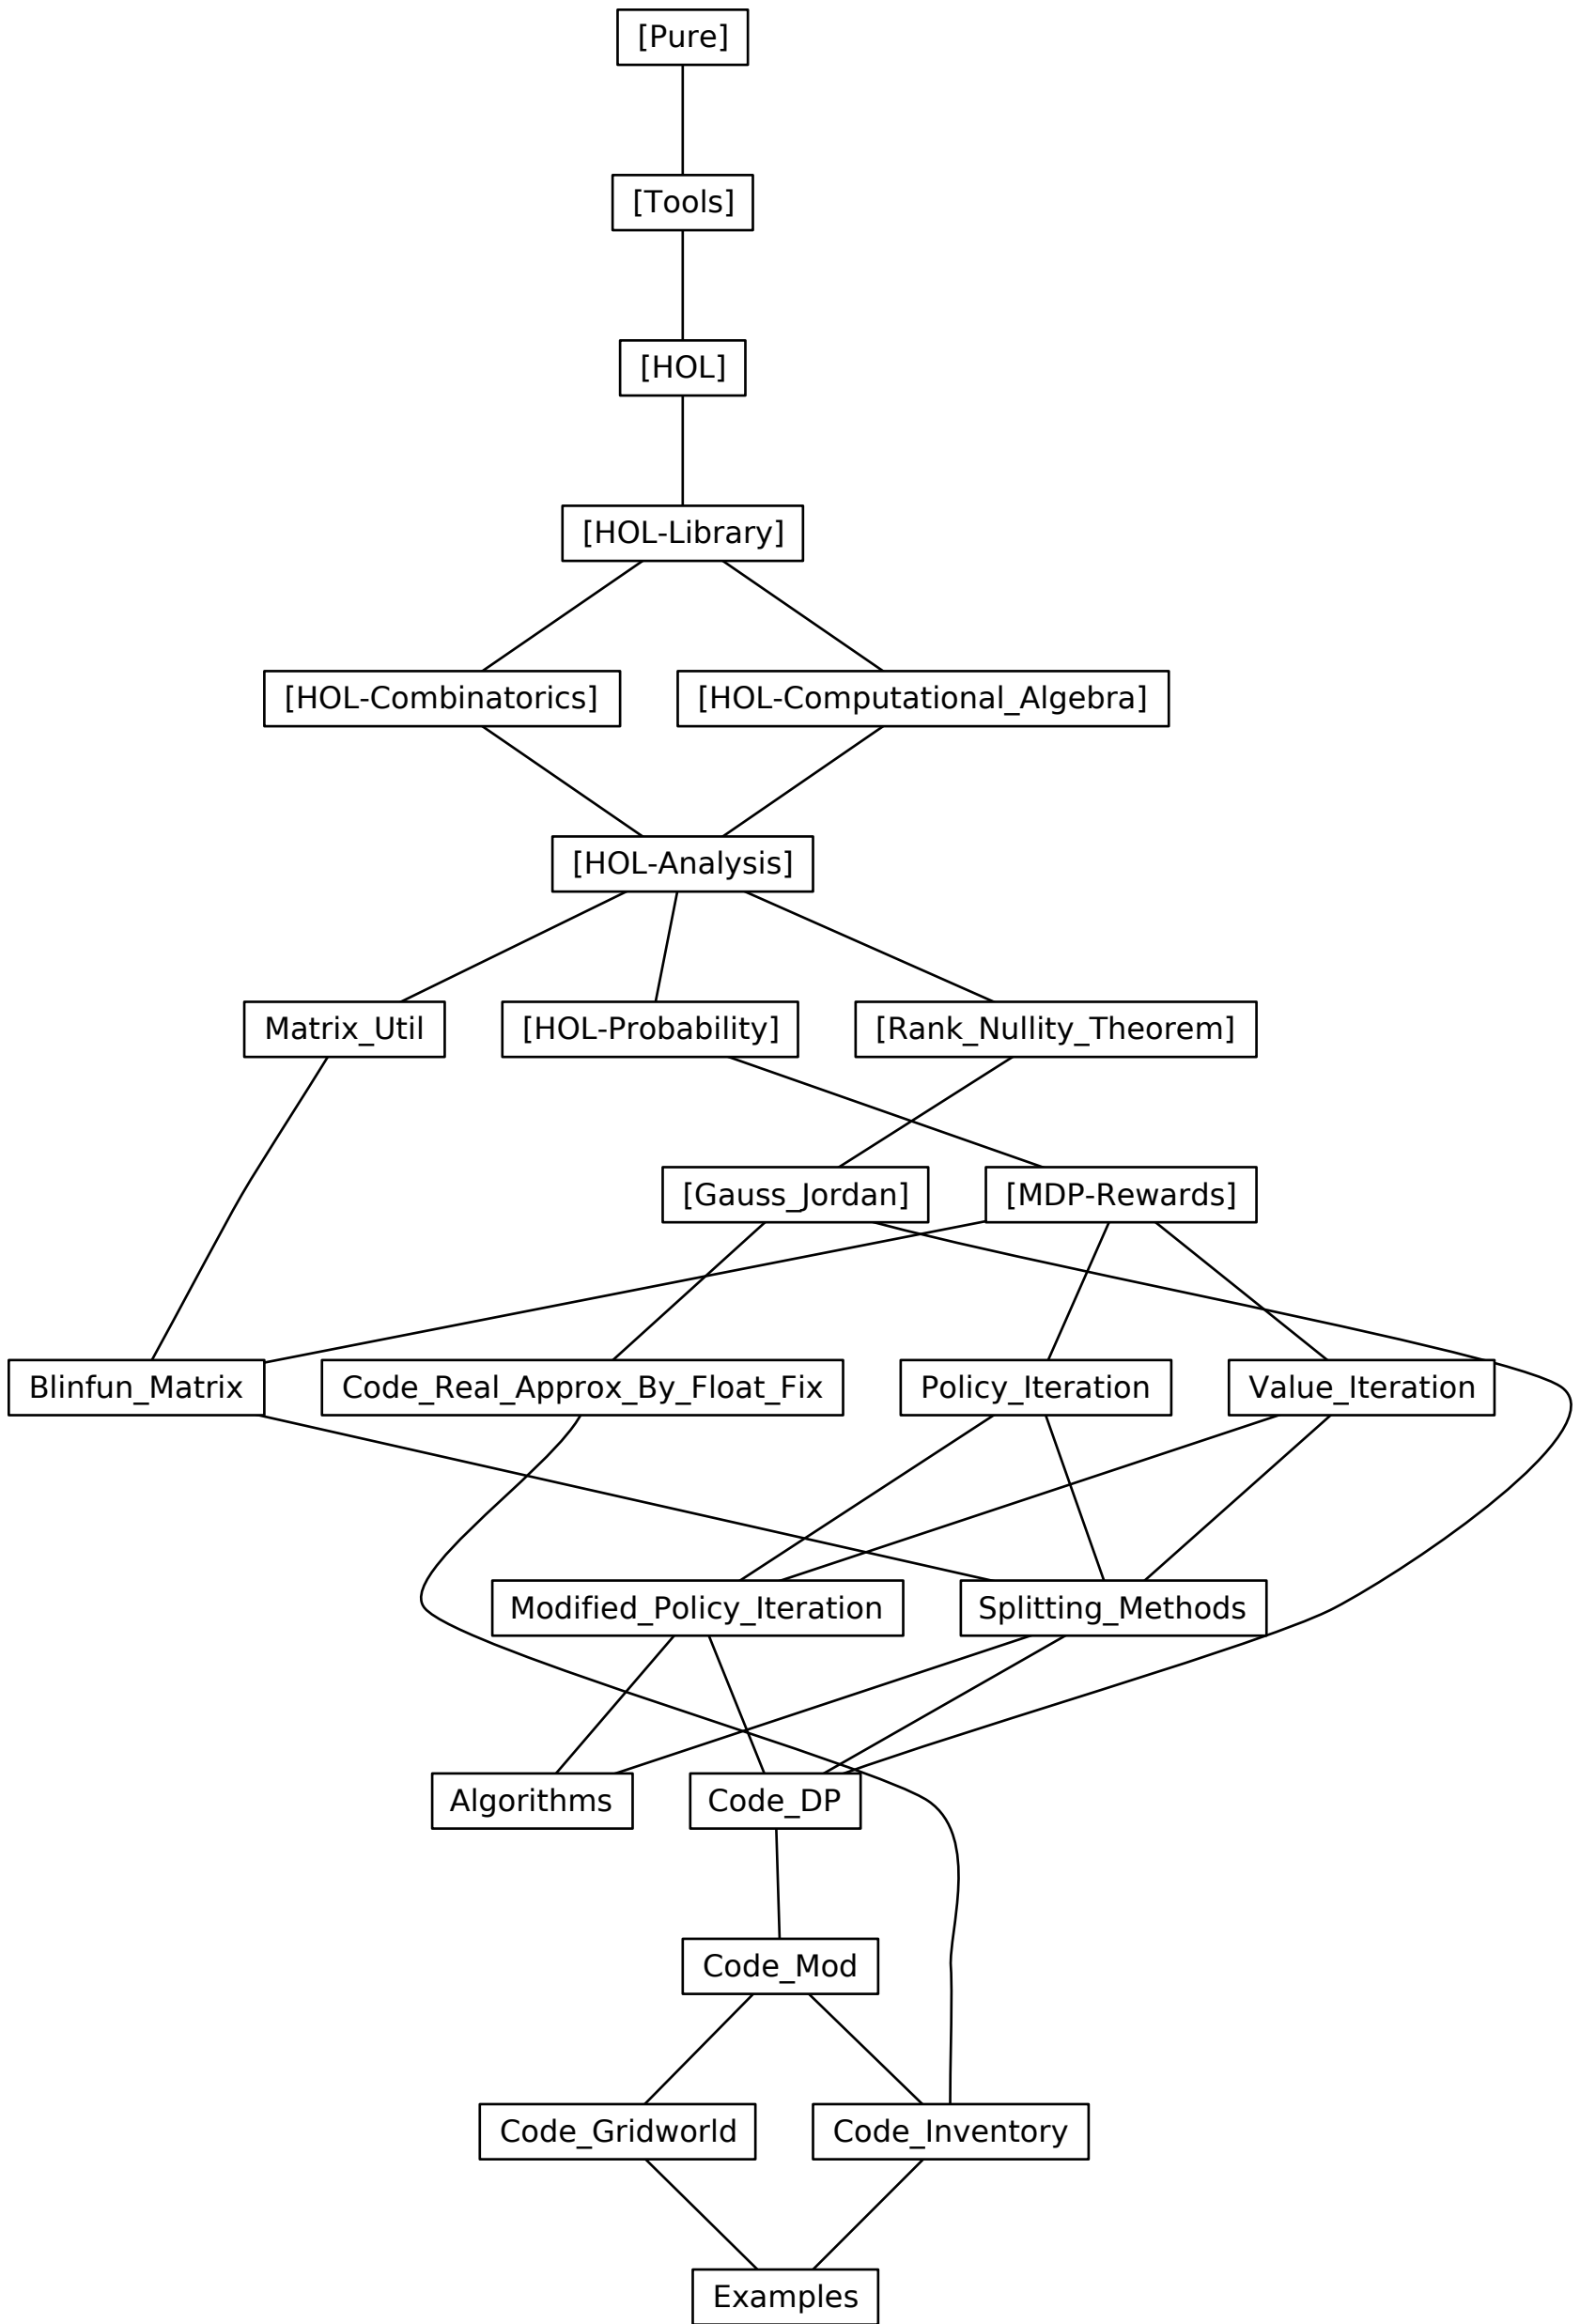 [Pure]
[Tools]
[HOL]
[HOL-Library]
[HOL-Combinatorics]
[HOL-Computational_Algebra]
[HOL-Analysis]
Matrix_Util
[HOL-Probability]
[Rank_Nullity_Theorem]
[Gauss_Jordan]
[MDP-Rewards]
Blinfun_Matrix
Code_Real_Approx_By_Float_Fix
Policy_Iteration
Value_Iteration
Modified_Policy_Iteration
Splitting_Methods
Algorithms
Code_DP
Code_Mod
Code_Gridworld
Code_Inventory
Examples